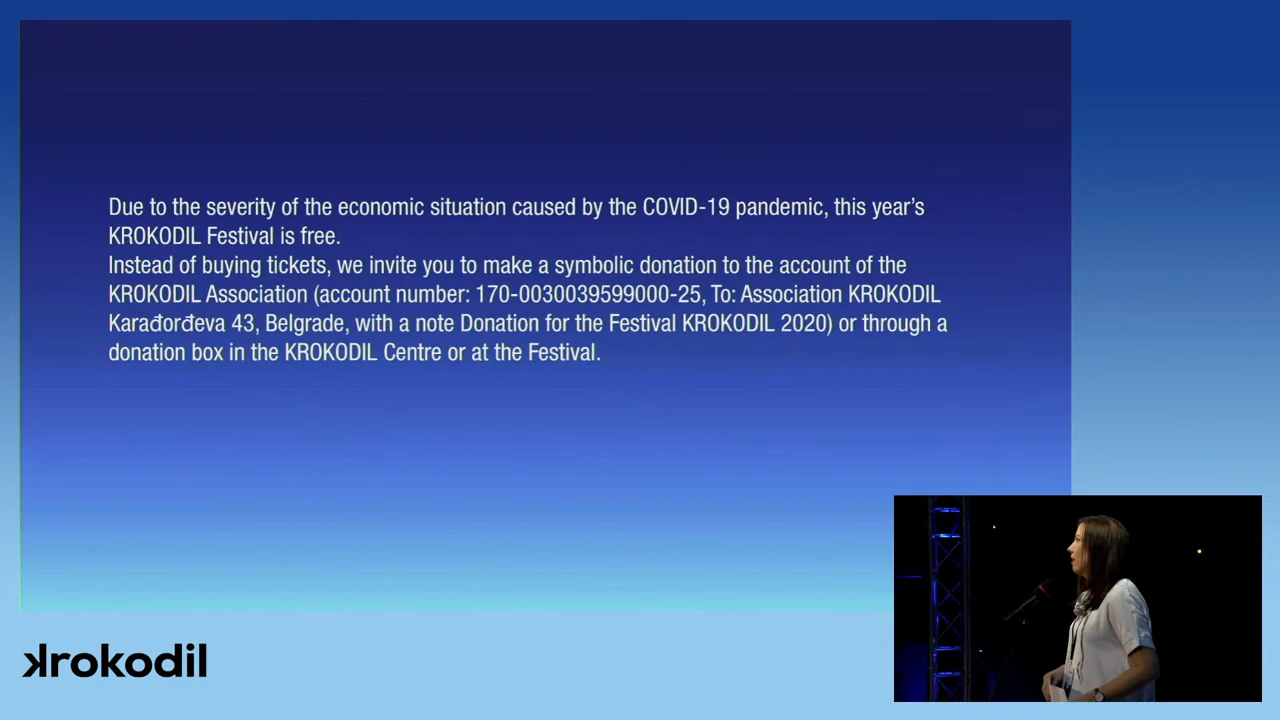 Due to the severity of the economic situation caused by the COVID-19 pandemic, this year’s
KROKODIL Festival is free.
Instead of buying tickets, we invite you to make a symbolic donation to the account of the
KROKODIL Association (account number: 170-0030039599000-25, To: Association KROKODIL
Karađorđeva 43, Belgrade, with a note Donation for the Festival KROKODIL 2020) or through a
donation box in the KROKODIL Centre or at the Festival.
krokodil